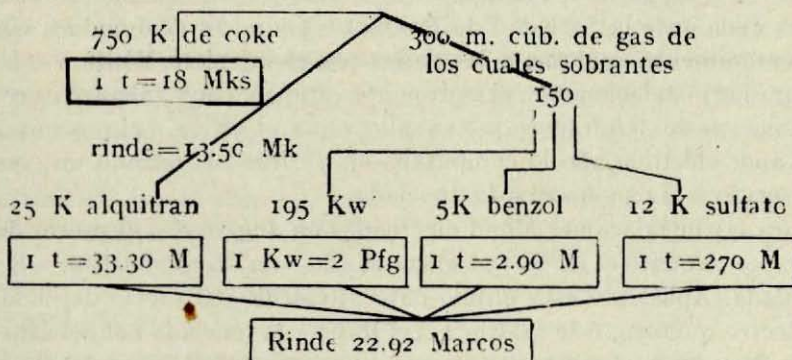 750 K de coke
1 t=18 Mks
rinde=13.50 Mk
300 m. cúb. de gas de
los cuales sobrantes
150
25 K alquitran
195 Kw
5K benzol
12 K sulfato
1 t=33.30 M
1 Kw=2 Pfg
1 t=2.90 M
1 t=270 M
Rinde 22.92 Marcos